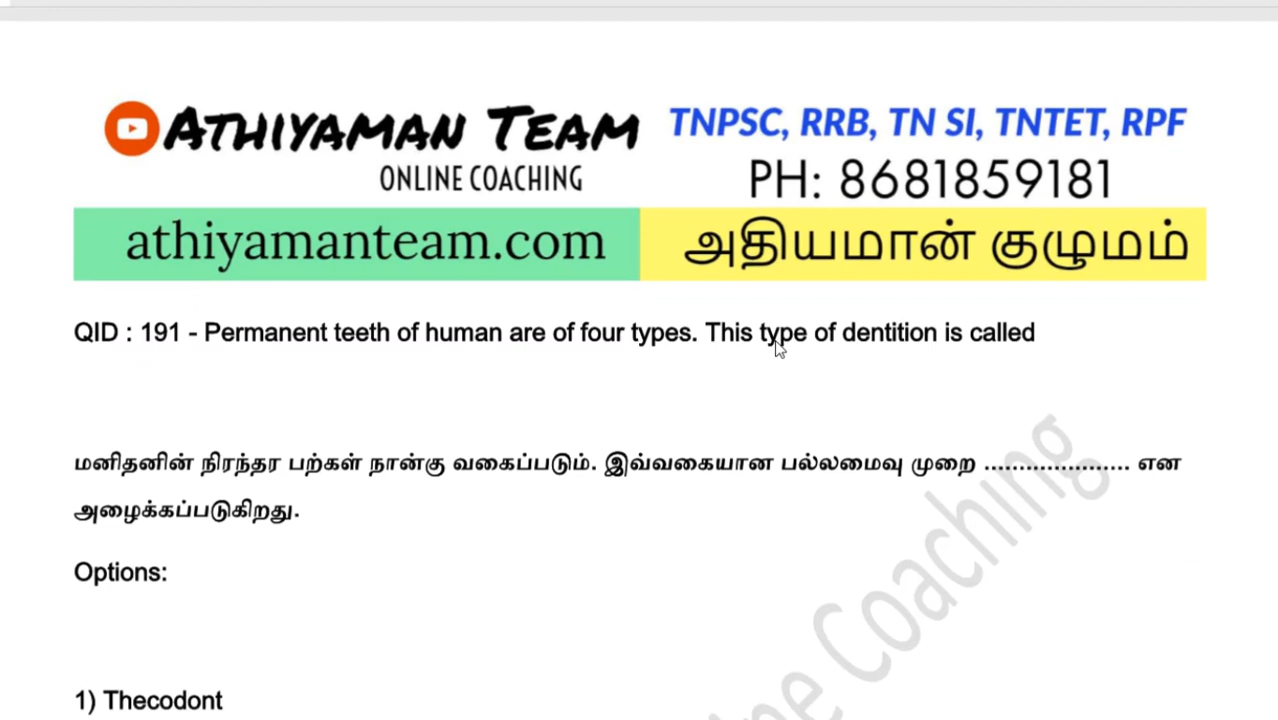 ATHIYAMAN TEAM
ONLINE COACHING
TNPSC, RRB, TN SI, TNTET, RPF
PH: 8681859181
athiyamanteam.com
அதியமான் குழுமம்
QID : 191 - Permanent teeth of human are of four types. This type of dentition is called
மனிதனின் நிரந்தர பற்கள் நான்கு வகைப்படும். இவ்வகையான பல்லமைவு முறை ..................... என
அழைக்கப்படுகிறது.
Options:
1) Thecodont
ne Coaching